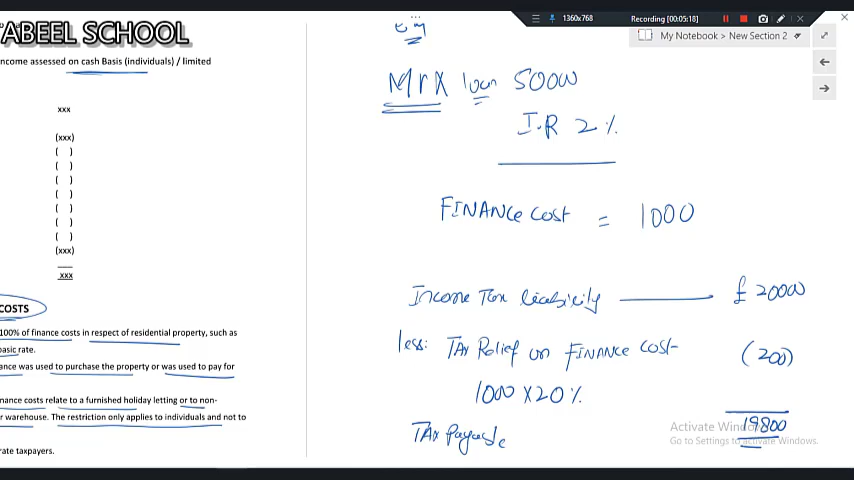 1360x768
Recording [00:05:18]
ABEEL SCHOOL
My Notebook > New Section 2
ncome assessed on cash Basis (individuals) / limited
xxx
(xxx)
( )
( )
( )
( )
( )
( )
( )
(xxx)
xxx
COSTS
100% of finance costs in respect of residential property, such as
basic rate.
ance was used to purchase the property or was used to pay for
nance costs relate to a furnished holiday letting or to non-
r warehouse. The restriction only applies to individuals and not to
rate taxpayers.
Mr X loan 50000
I.R 2%
FINANCE COST = 1000
Income Tax liability £20000
less: TAX Relief on FINANCE COST (200)
1000 X 20%
TAX Payable 19800
Activate Windows
Go to Settings to activate Windows.